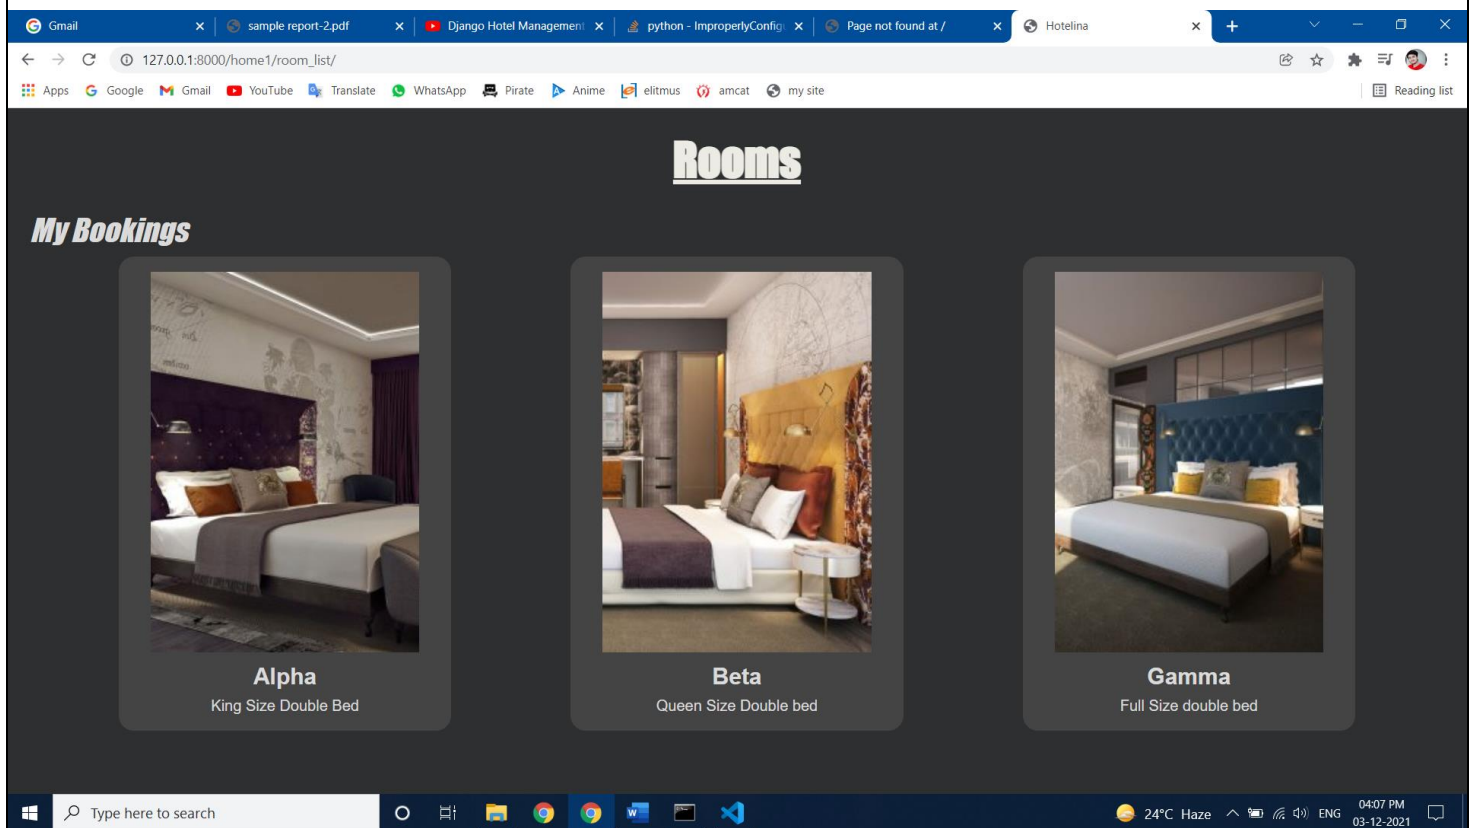 Gmail
sample report-2.pdf
Django Hotel Management
python - ImproperlyConfigu
Page not found at /
Hotelina
127.0.0.1:8000/home1/room_list/
Apps Google Gmail YouTube Translate WhatsApp Pirate Anime elitmus amcat my site Reading list
Rooms
My Bookings
Alpha
King Size Double Bed
Beta
Queen Size Double bed
Gamma
Full Size double bed
Type here to search
24°C Haze
ENG
04:07 PM
03-12-2021